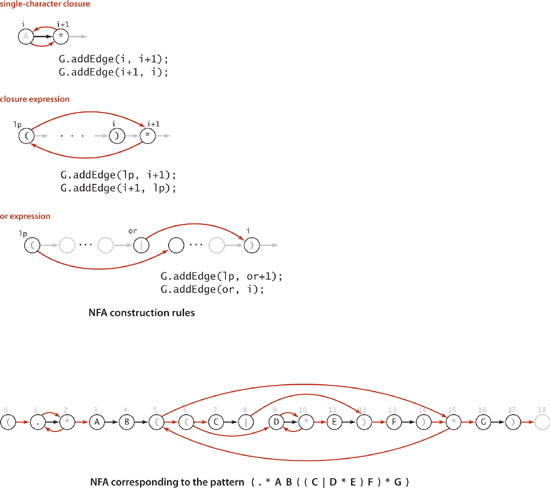 single-character closure
i i+1
A *
G.addEdge(i, i+1);
G.addEdge(i+1, i);
closure expression
lp i i+1
( . . . ) *
G.addEdge(lp, i+1);
G.addEdge(i+1, lp);
or expression
lp or i
( ... | ... )
G.addEdge(lp, or+1);
G.addEdge(or, i);
NFA construction rules
0 1 2 3 4 5 6 7 8 9 10 11 12 13 14 15 16 17 18
( . * A B ( ( C | D * E ) F ) * G )
NFA corresponding to the pattern ( . * A B ( ( C | D * E ) F ) * G )